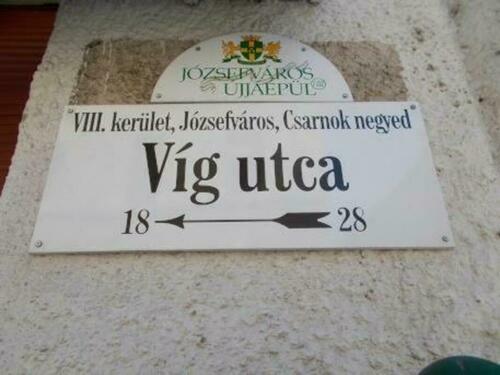 JÓZSEFVÁROS
ÚJJÁÉPÜL
VIII. kerület, Józsefváros, Csarnok negyed
Víg utca
18 28